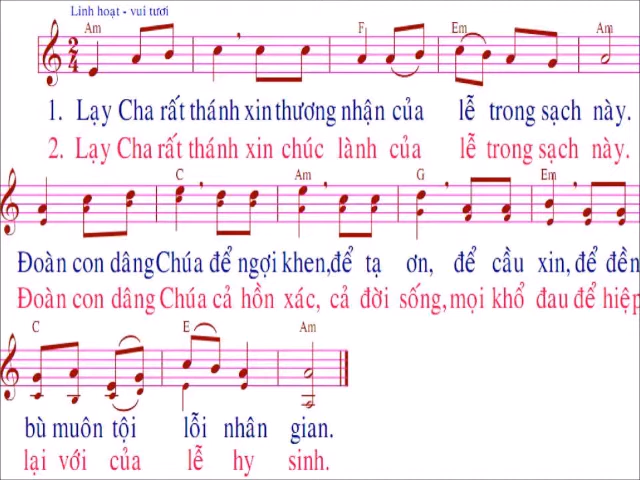 Linh hoạt - vui tươi
Am F Em Am
2
4
1. Lạy Cha rất thánh xin thương nhận của lễ trong sạch này.
2. Lạy Cha rất thánh xin chúc lành của lễ trong sạch này.
C Am G Em
Đoàn con dâng Chúa để ngợi khen, để tạ ơn, để cầu xin, để đền
Đoàn con dâng Chúa cả hồn xác, cả đời sống, mọi khổ đau để hiệp
C E Am
bù muôn tội lỗi nhân gian.
lại với của lễ hy sinh.